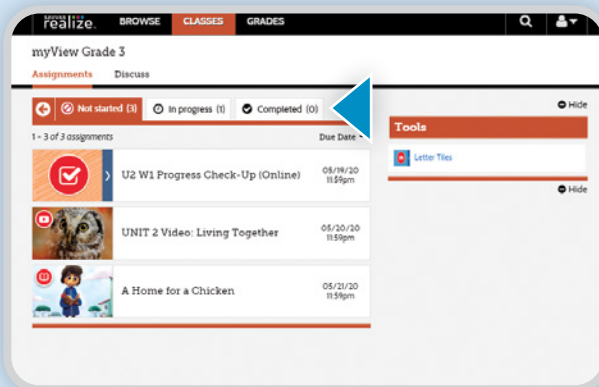 SAVVAS
realize. BROWSE CLASSES GRADES
myView Grade 3
Assignments Discuss
Not started (3) In progress (1) Completed (0)
Hide
1 - 3 of 3 assignments Due Date
Tools
Letter Tiles
Hide
U2 W1 Progress Check-Up (Online) 05/19/20
11:59pm
UNIT 2 Video: Living Together 05/20/20
11:59pm
A Home for a Chicken 05/21/20
11:59pm